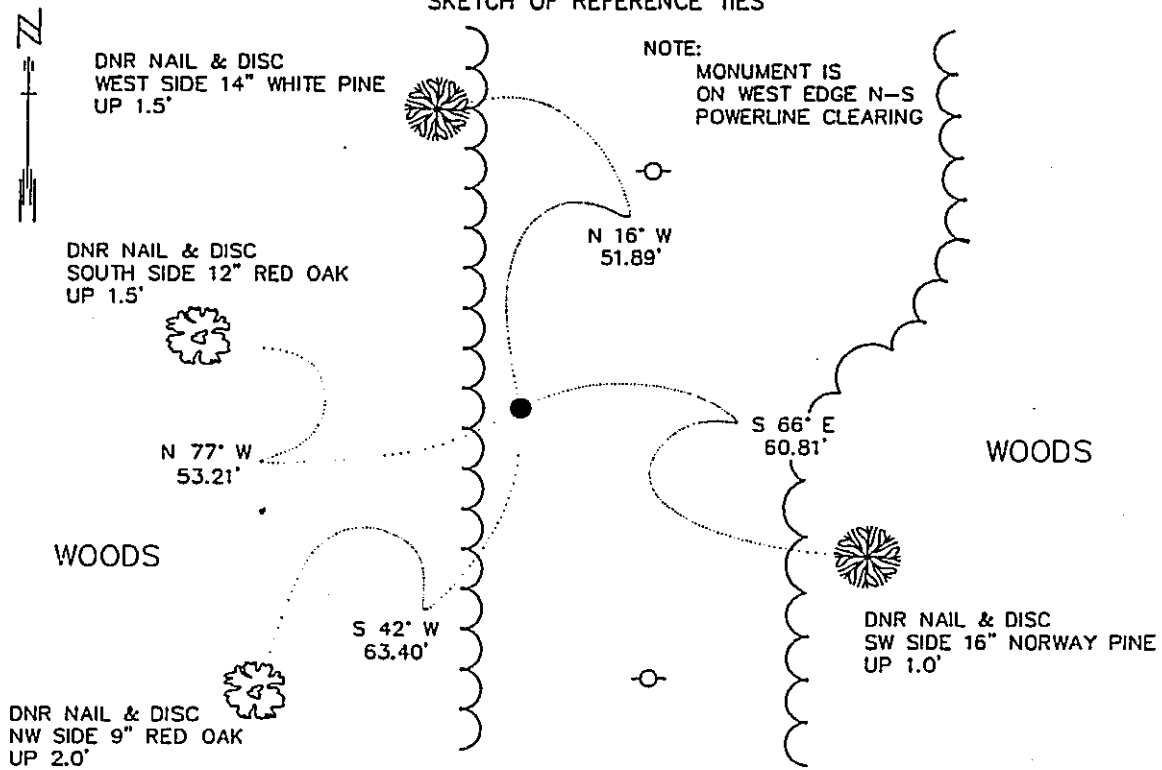 SKETCH OF REFERENCE TIES
N
DNR NAIL & DISC
WEST SIDE 14" WHITE PINE
UP 1.5'
NOTE:
MONUMENT IS
ON WEST EDGE N-S
POWERLINE CLEARING
N 16° W
51.89'
DNR NAIL & DISC
SOUTH SIDE 12" RED OAK
UP 1.5'
N 77° W
53.21'
S 66° E
60.81'
WOODS
WOODS
S 42° W
63.40'
DNR NAIL & DISC
SW SIDE 16" NORWAY PINE
UP 1.0'
DNR NAIL & DISC
NW SIDE 9" RED OAK
UP 2.0'